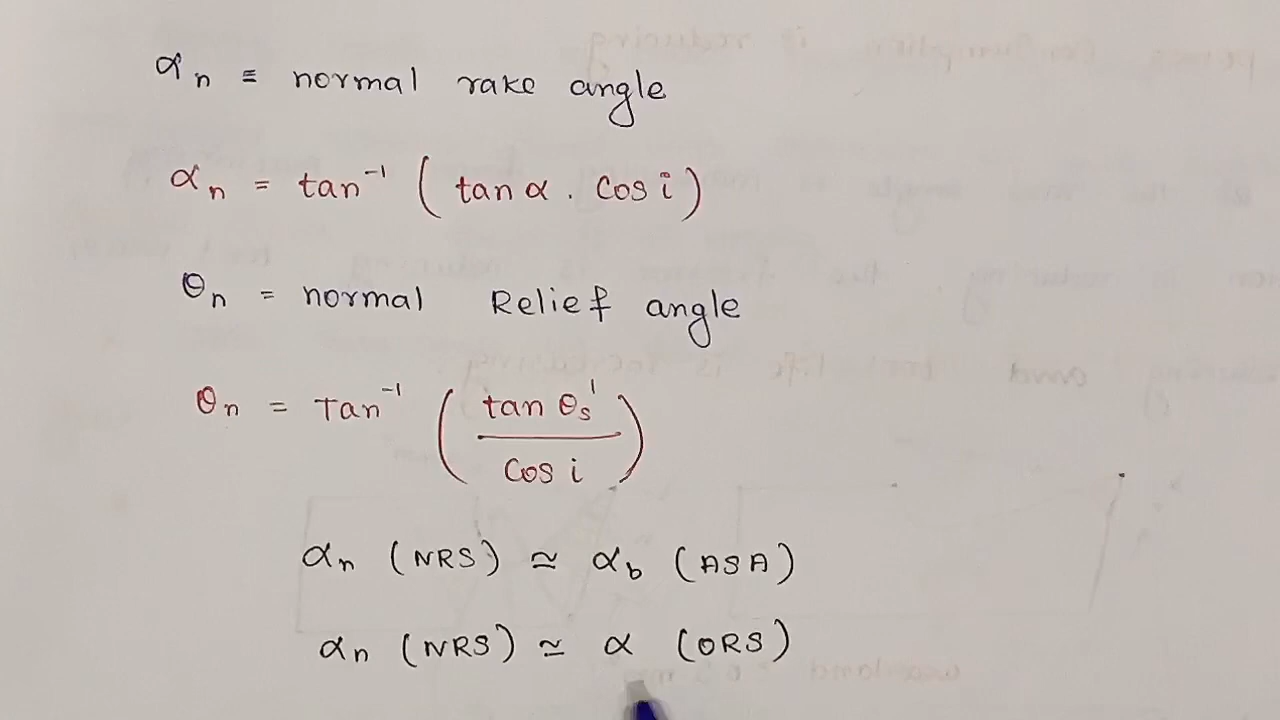 αn = normal rake angle
αn = tan⁻¹ ( tan α . Cos i )
θn = normal Relief angle
θn = Tan⁻¹ ( tan θs' / Cos i )
αn (NRS) ≃ αb (ASA)
αn (NRS) ≃ α (ORS)